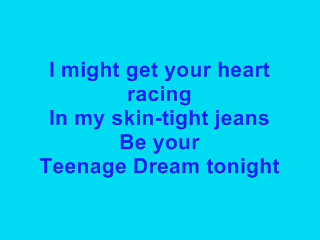 I might get your heart
racing
In my skin-tight jeans
Be your
Teenage Dream tonight